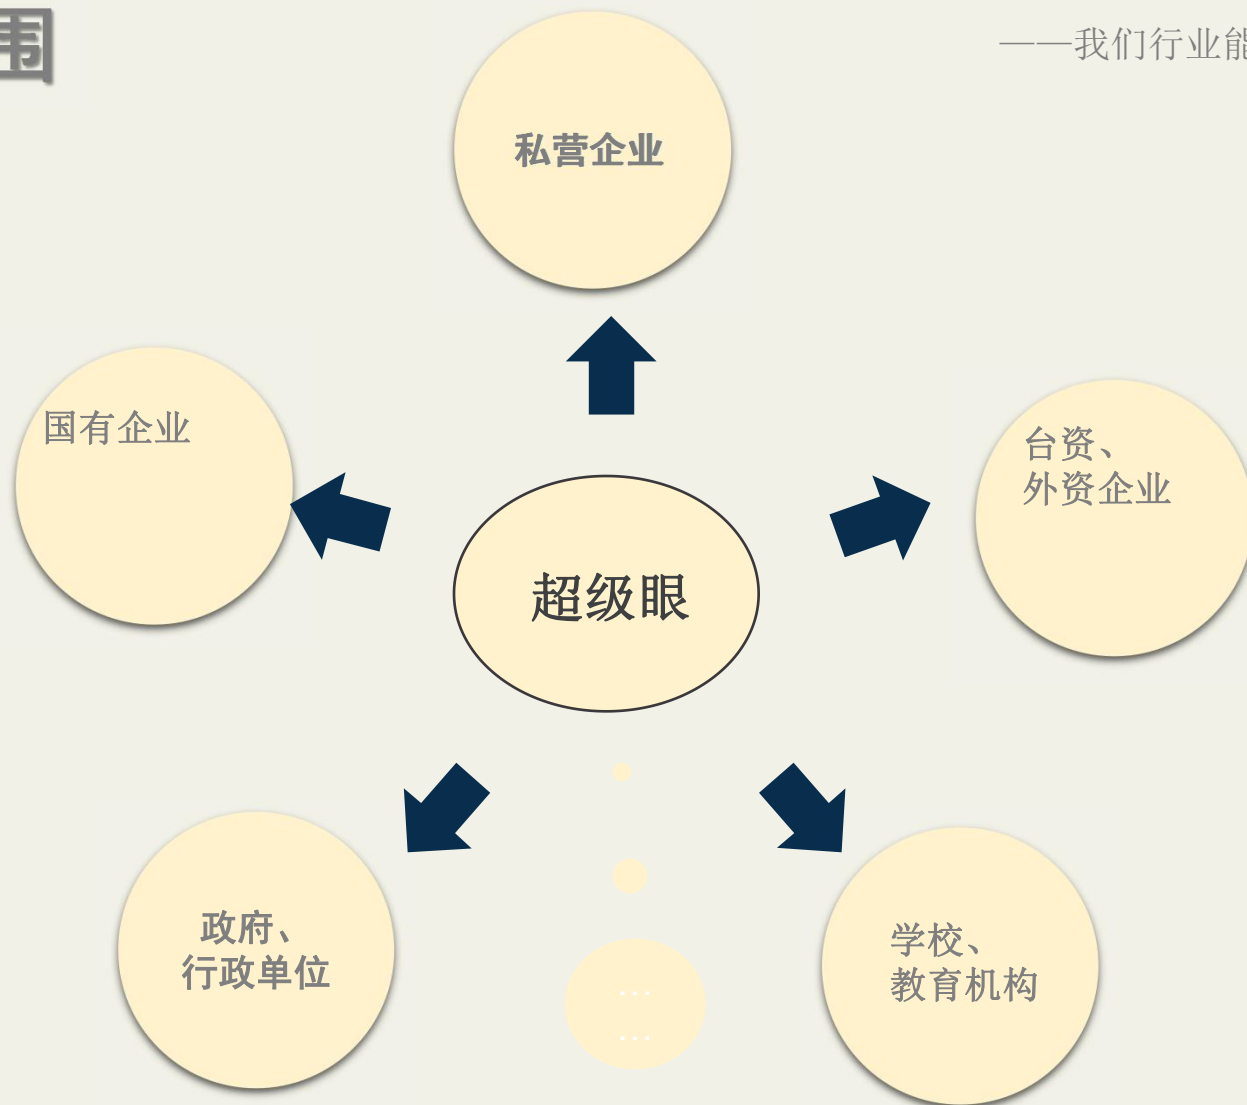 围
——我们行业能
私营企业
国有企业
台资、
外资企业
超级眼
政府、
行政单位
学校、
教育机构
…
…